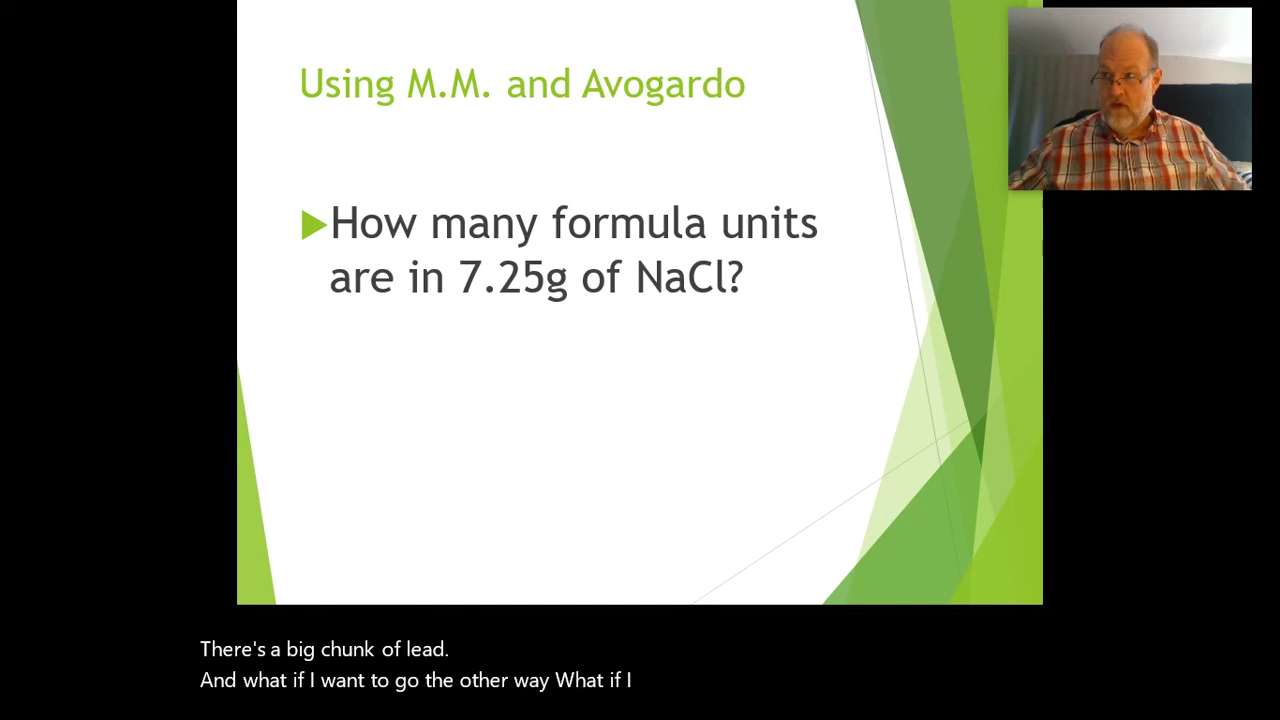 Using M.M. and Avogardo
How many formula units
are in 7.25g of NaCl?
There's a big chunk of lead.
And what if I want to go the other way What if I